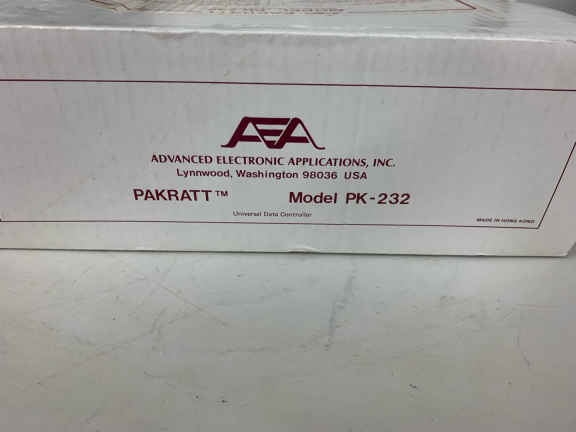 AEA
ADVANCED ELECTRONIC APPLICATIONS, INC.
Lynnwood, Washington 98036 USA
PAKRATT™ Model PK-232
Universal Data Controller
MADE IN HONG KONG